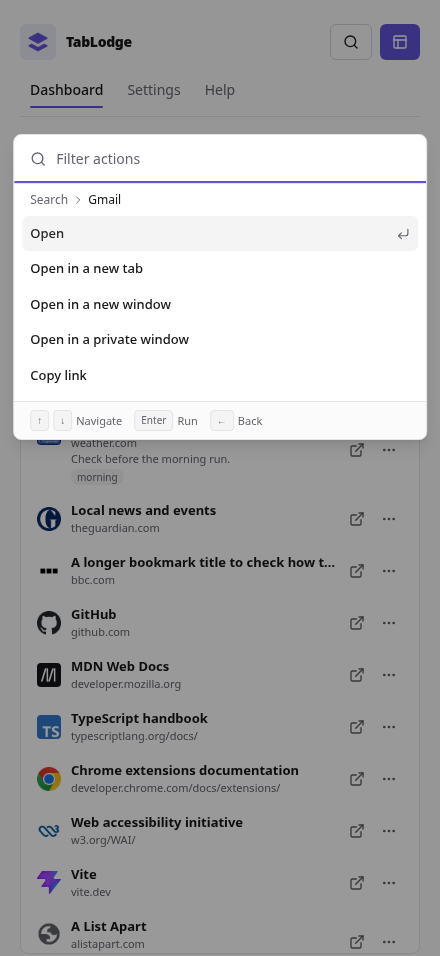 TabLodge
Dashboard
Settings
Help
Filter actions
Search > Gmail
Open
Open in a new tab
Open in a new window
Open in a private window
Copy link
↑ ↓ Navigate Enter Run ← Back
weather.com
Check before the morning run.
morning
Local news and events
theguardian.com
A longer bookmark title to check how t...
bbc.com
GitHub
github.com
MDN Web Docs
developer.mozilla.org
TS
TypeScript handbook
typescriptlang.org/docs/
Chrome extensions documentation
developer.chrome.com/docs/extensions/
Web accessibility initiative
w3.org/WAI/
Vite
vite.dev
A List Apart
alistapart.com